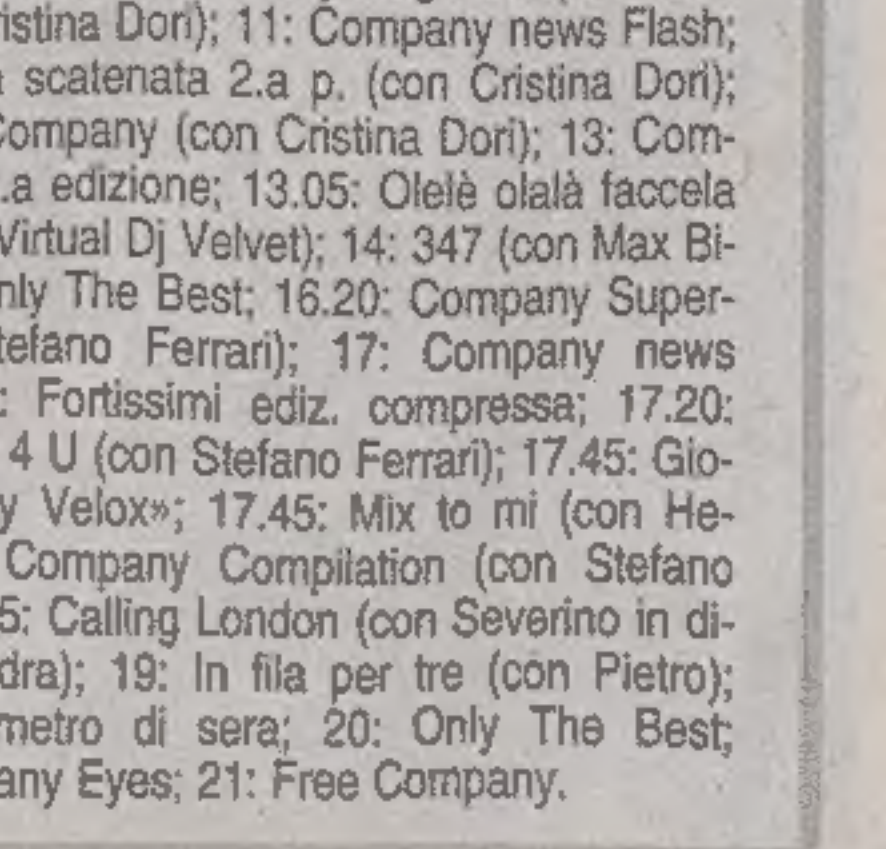 ristina Dori); 11: Company news Flash;
scatenata 2.a p. (con Cristina Dori);
Company (con Cristina Dori); 13: Com-
.a edizione; 13.05: Olelè olalà faccela
Virtual Dj Velvet); 14: 347 (con Max Bi-
nly The Best; 16.20: Company Super-
tefano Ferrari); 17: Company news
: Fortissimi ediz. compressa; 17.20:
4 U (con Stefano Ferrari); 17.45: Gio-
y Velox»; 17.45: Mix to mi (con He-
Company Compilation (con Stefano
5: Calling London (con Severino in di-
dra); 19: In fila per tre (con Pietro);
metro di sera; 20: Only The Best;
any Eyes; 21: Free Company.